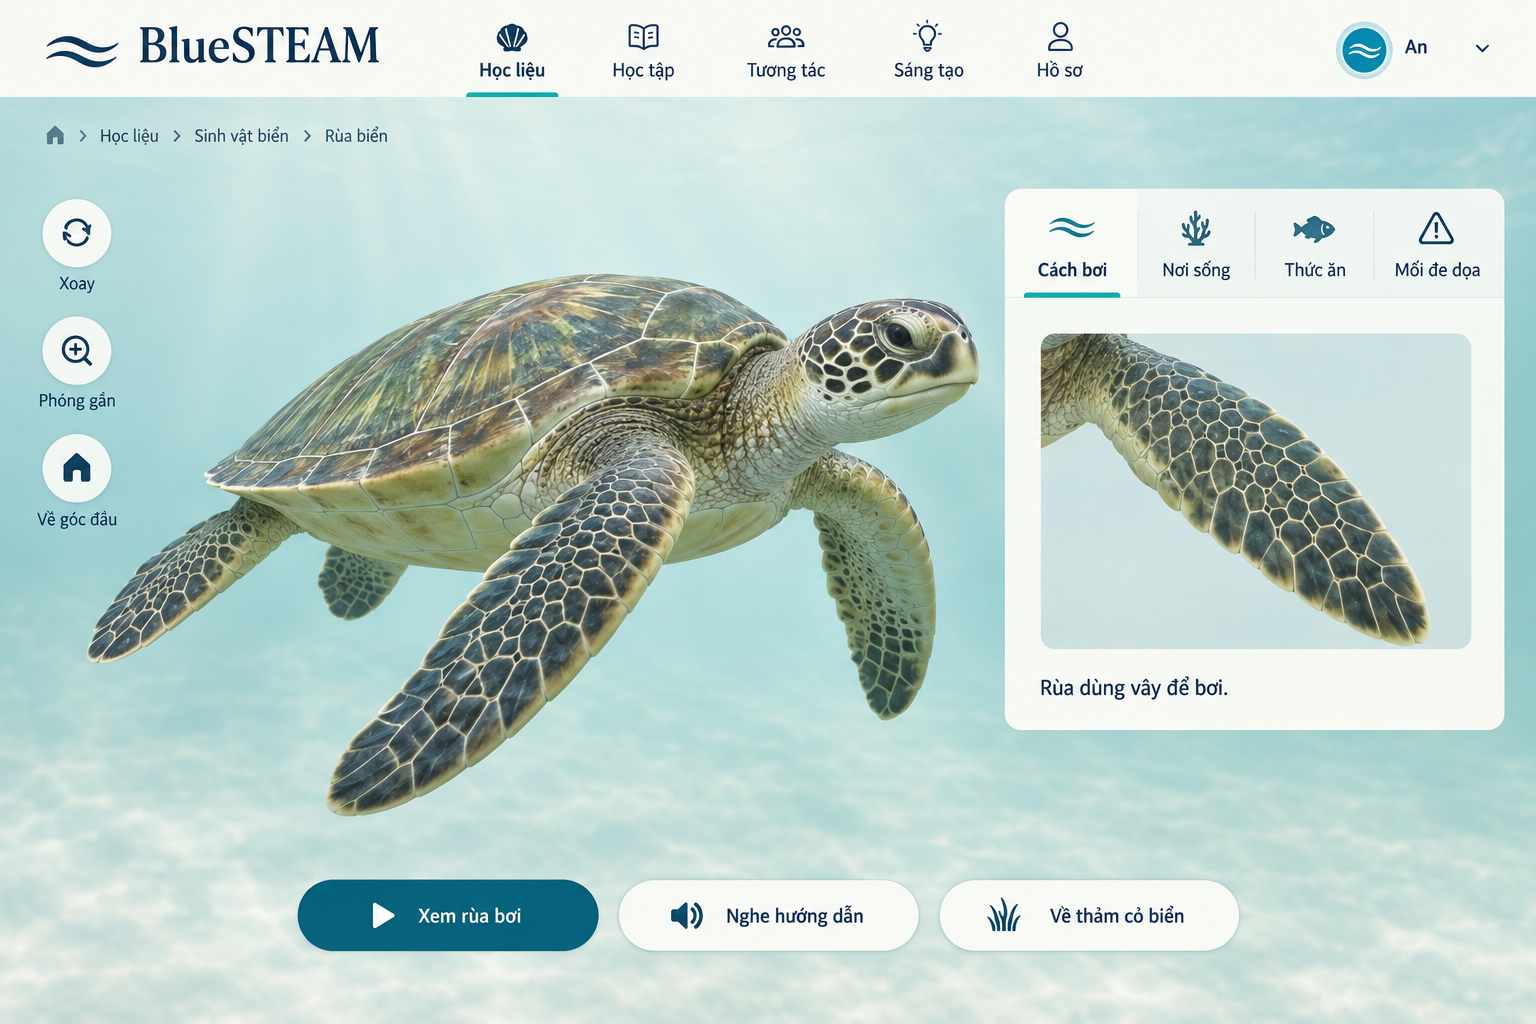 BlueSTEAM
Học liệu
Học tập
Tương tác
Sáng tạo
Hồ sơ
An
Học liệu
Sinh vật biển
Rùa biển
Xoay
Phóng gần
Về góc đầu
Cách bơi
Nơi sống
Thức ăn
Mối đe dọa
Rùa dùng vây để bơi.
Xem rùa bơi
Nghe hướng dẫn
Về thảm cỏ biển